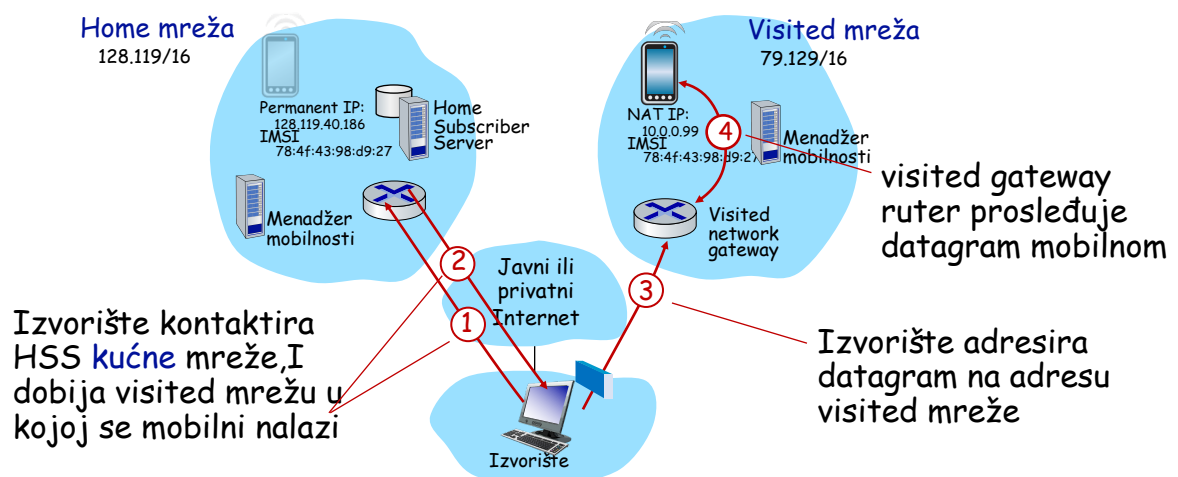 Home mreža
128.119/16
Permanent IP:
128.119.40.186
IMSI
78:4f:43:98:d9:27
Home
Subscriber
Server
Menadžer
mobilnosti
Visited mreža
79.129/16
NAT IP:
10.0.0.99
IMSI
78:4f:43:98:d9:27
Menadžer
mobilnosti
4
visited gateway
ruter prosleđuje
datagram mobilnom
Visited
network
gateway
2
1
3
Javni ili
privatni
Internet
Izvorište kontaktira
HSS kućne mreže,I
dobija visited mrežu u
kojoj se mobilni nalazi
Izvorište adresira
datagram na adresu
visited mreže
Izvorište